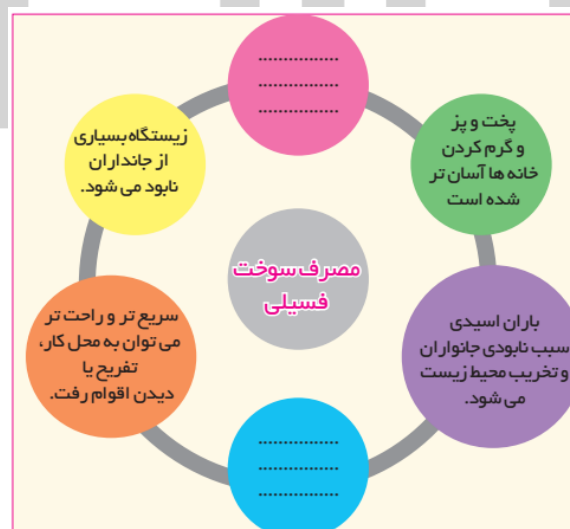 ................
................
................
پخت و پز
و گرم کردن
خانه ها آسان تر
شده است
زیستگاه بسیاری
از جانداران
نابود می شود.
مصرف سوخت
فسیلی
باران اسیدی
سبب نابودی جانواران
و تخریب محیط زیست
می شود.
سریع تر و راحت تر
می توان به محل کار،
تفریح یا
دیدن اقوام رفت.
................
................
................